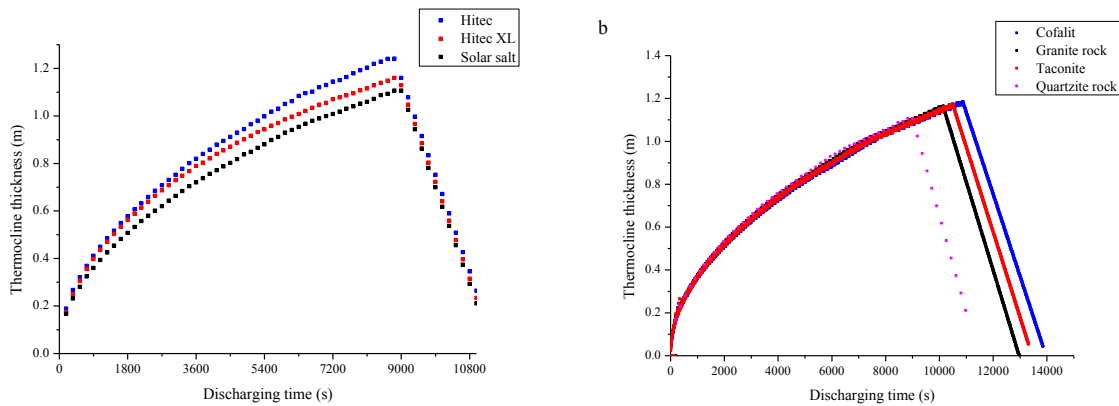 Hitec
Hitec XL
Solar salt
Thermocline thickness (m)
1.2
1.0
0.8
0.6
0.4
0.2
0.0
0 1800 3600 5400 7200 9000 10800
Discharging time (s)
b
Cofalit
Granite rock
Taconite
Quartzite rock
Thermocline thickness (m)
1.4
1.2
1.0
0.8
0.6
0.4
0.2
0.0
0 2000 4000 6000 8000 10000 12000 14000
Discharging time (s)